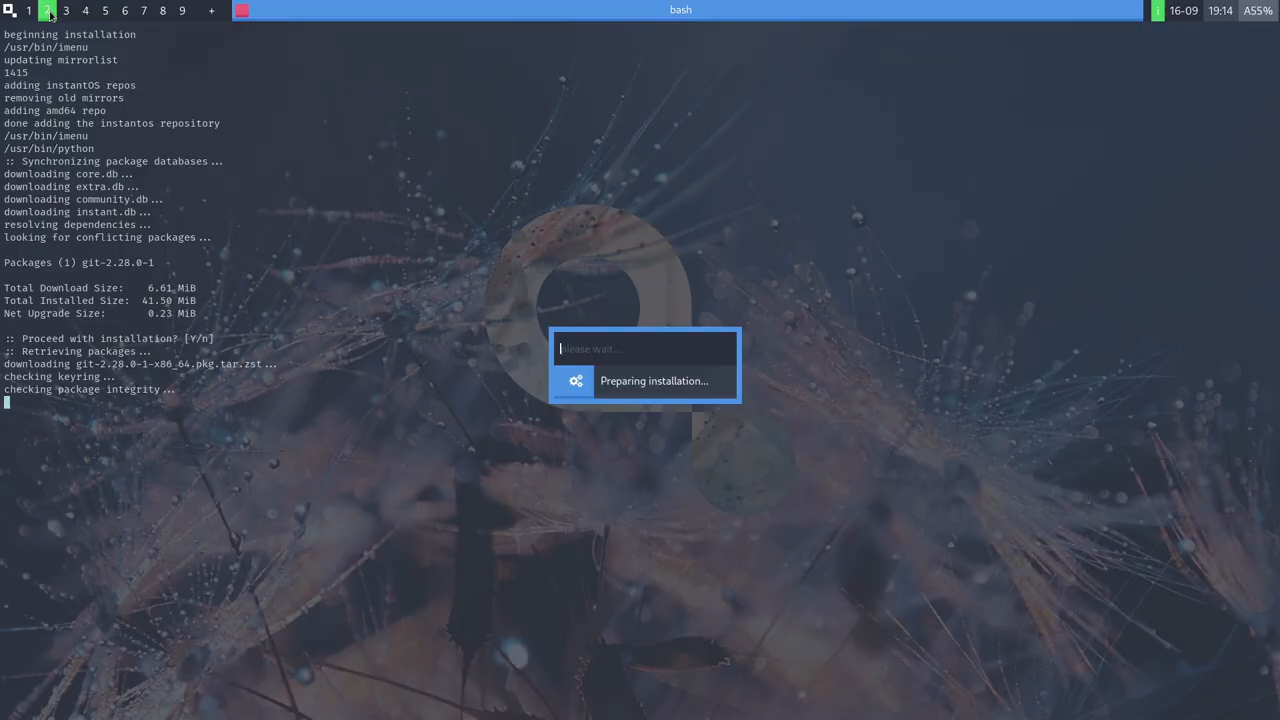 1 2 3 4 5 6 7 8 9 + bash i 16-09 19:14 A55%
beginning installation
/usr/bin/imenu
updating mirrorlist
1415
adding instantOS repos
removing old mirrors
adding amd64 repo
done adding the instantos repository
/usr/bin/imenu
/usr/bin/python
:: Synchronizing package databases...
downloading core.db...
downloading extra.db...
downloading community.db...
downloading instant.db...
resolving dependencies...
looking for conflicting packages...
Packages (1) git-2.28.0-1
Total Download Size: 6.61 MiB
Total Installed Size: 41.50 MiB
Net Upgrade Size: 0.23 MiB
:: Proceed with installation? [Y/n]
:: Retrieving packages...
downloading git-2.28.0-1-x86_64.pkg.tar.zst...
checking keyring...
checking package integrity...
please wait...
Preparing installation...